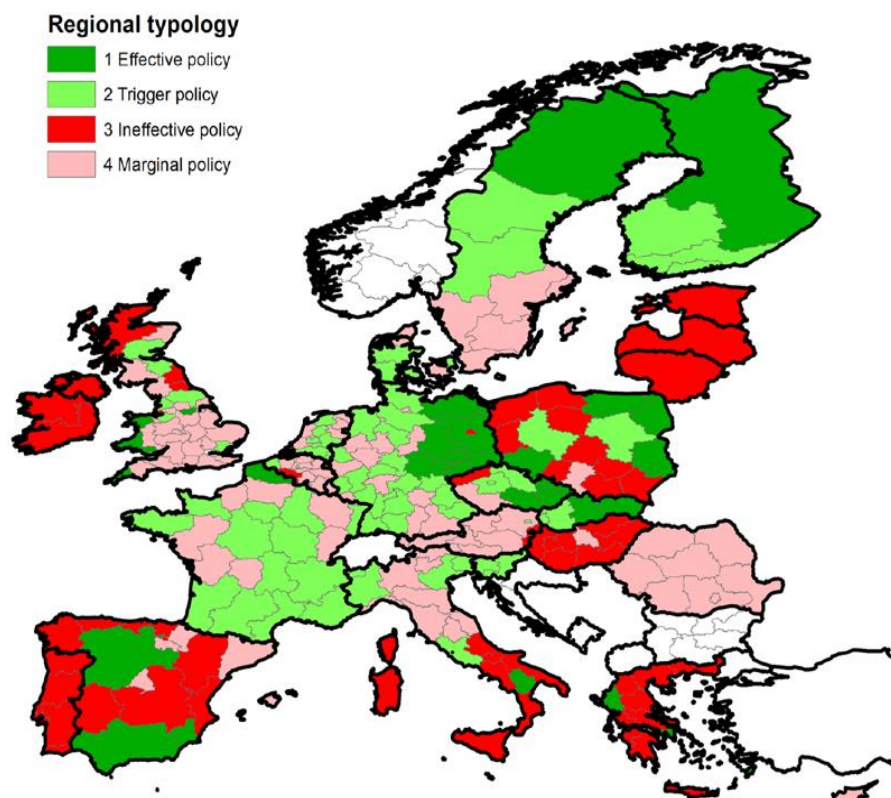 Regional typology
1 Effective policy
2 Trigger policy
3 Ineffective policy
4 Marginal policy